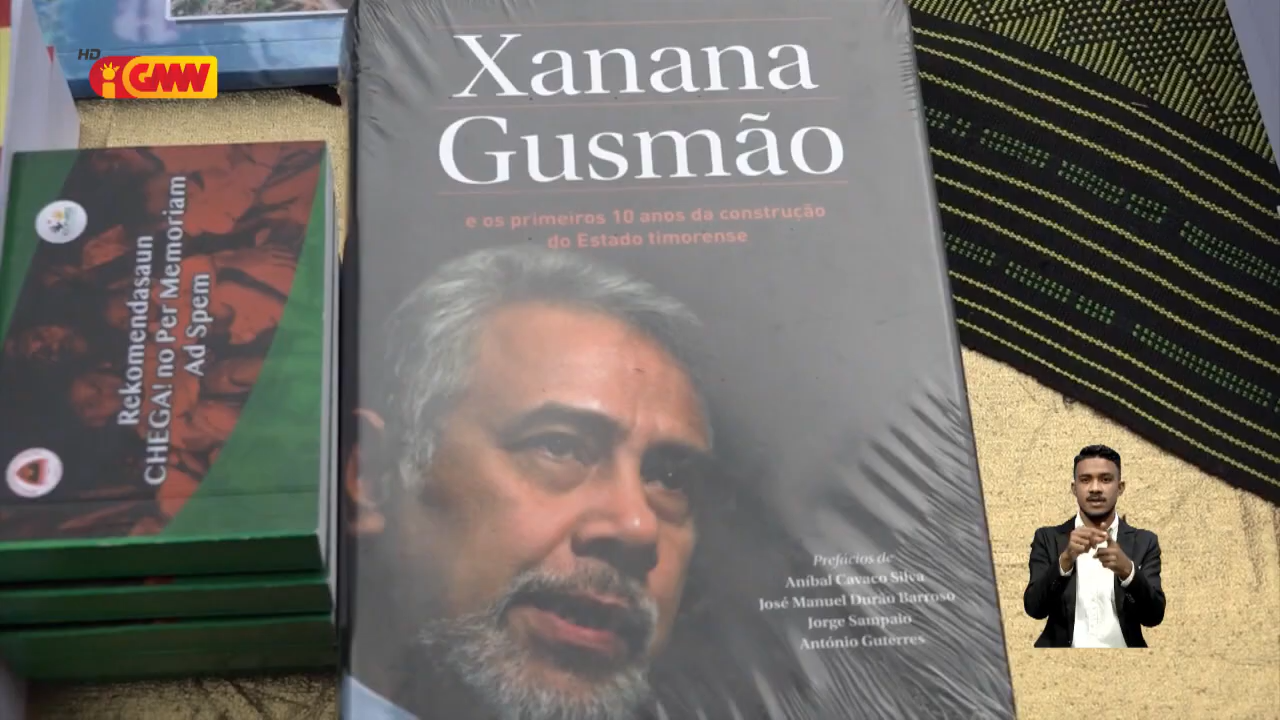 HD
GMN
Xanana
Gusmão
e os primeiros 10 anos da construção
do Estado timorense
Prefácios de
Aníbal Cavaco Silva
José Manuel Durão Barroso
Jorge Sampaio
António Guterres
Rekomendasaun
CHEGA! no Per Memoriam
Ad Spem